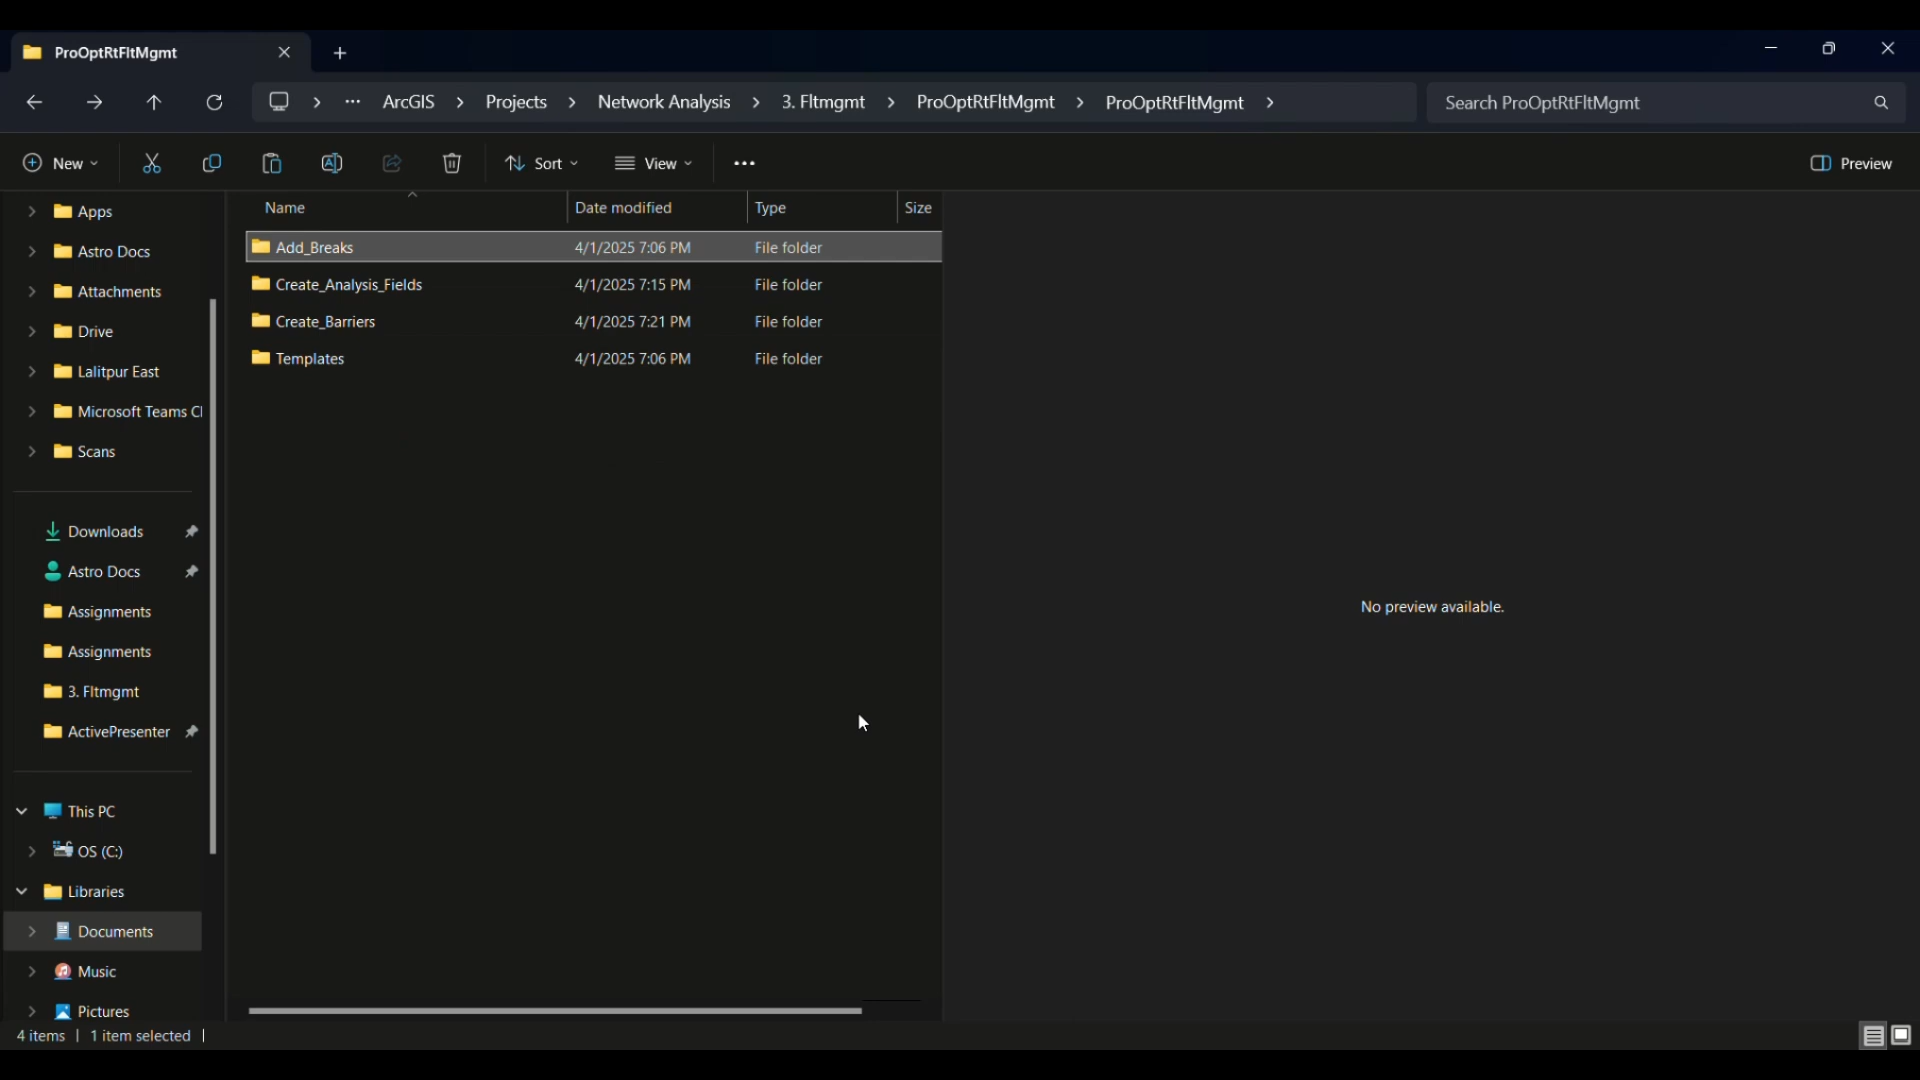 ProOptRtFltMgmt
ArcGIS Projects Network Analysis 3. Fltmgmt ProOptRtFltMgmt ProOptRtFltMgmt
Search ProOptRtFltMgmt
New Sort View Preview
Apps
Astro Docs
Attachments
Drive
Lalitpur East
Microsoft Teams C
Scans
Downloads
Astro Docs
Assignments
Assignments
3. Fltmgmt
ActivePresenter
This PC
OS (C:)
Libraries
Documents
Music
Pictures
Name Date modified Type Size
Add_Breaks 4/1/2025 7:06 PM File folder
Create_Analysis_Fields 4/1/2025 7:15 PM File folder
Create_Barriers 4/1/2025 7:21 PM File folder
Templates 4/1/2025 7:06 PM File folder
No preview available.
4 items 1 item selected